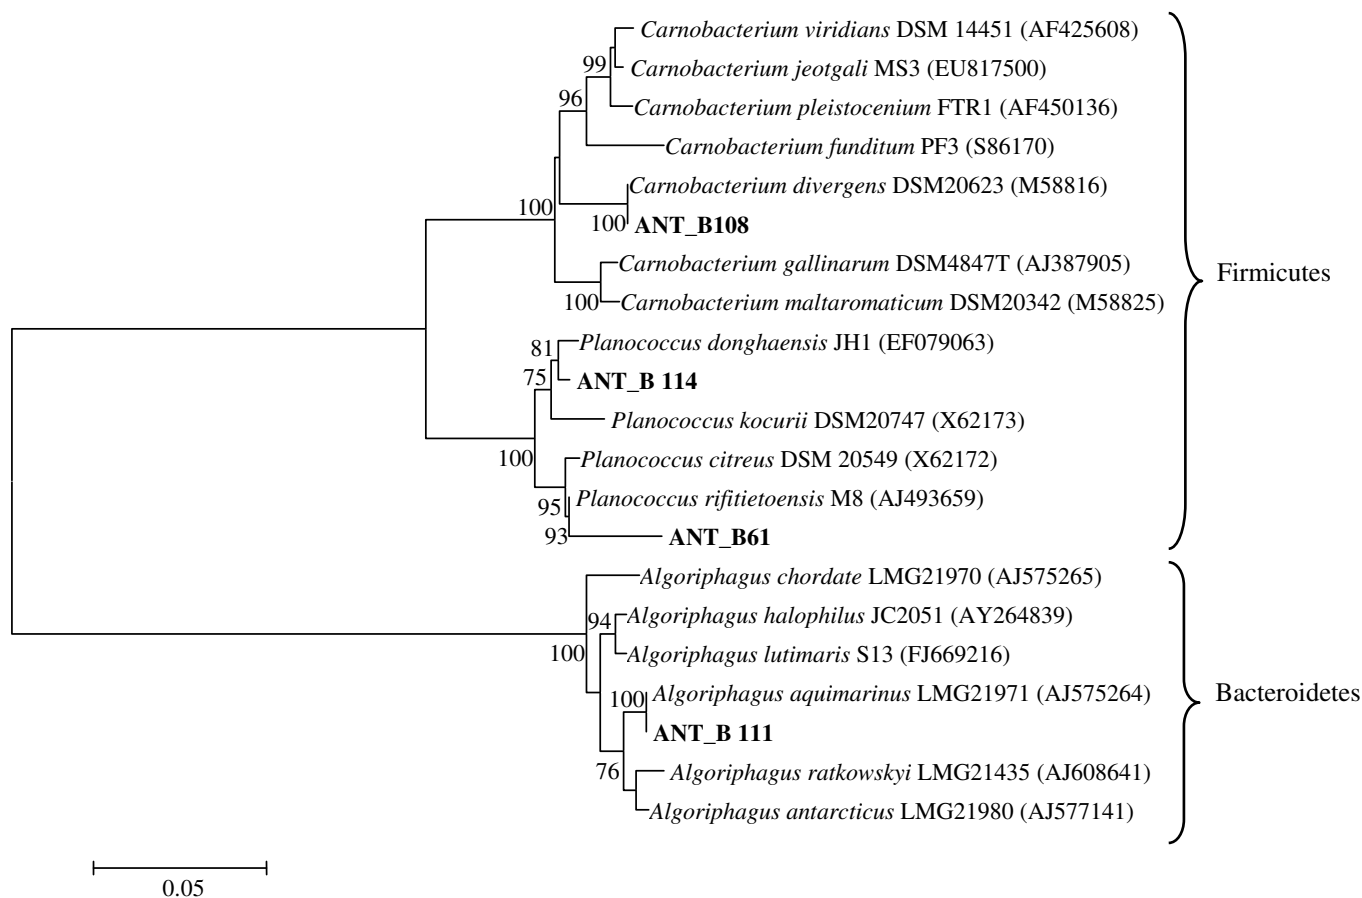 Carnobacterium viridians DSM 14451 (AF425608)
99
Carnobacterium jeotgali MS3 (EU817500)
96
Carnobacterium pleistocenium FTR1 (AF450136)
Carnobacterium funditum PF3 (S86170)
Carnobacterium divergens DSM20623 (M58816)
100
100
ANT_B108
Carnobacterium gallinarum DSM4847T (AJ387905)
Firmicutes
100
Carnobacterium maltaromaticum DSM20342 (M58825)
Planococcus donghaensis JH1 (EF079063)
81
75
ANT_B 114
Planococcus kocurii DSM20747 (X62173)
100
Planococcus citreus DSM 20549 (X62172)
Planococcus rifitietoensis M8 (AJ493659)
95
93
ANT_B61
Algoriphagus chordate LMG21970 (AJ575265)
94
Algoriphagus halophilus JC2051 (AY264839)
100
Algoriphagus lutimaris S13 (FJ669216)
100
Algoriphagus aquimarinus LMG21971 (AJ575264)
Bacteroidetes
ANT_B 111
76
Algoriphagus ratkowskyi LMG21435 (AJ608641)
Algoriphagus antarcticus LMG21980 (AJ577141)
0.05